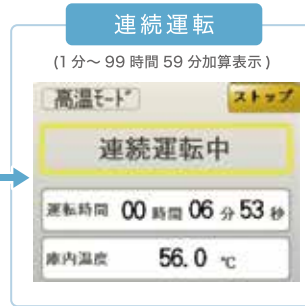 連続運転
(1 分～ 99 時間 59 分加算表示 )
高温ﾓｰﾄﾞ ストップ
連続運転中
運転時間 00 時間 06 分 53 秒
庫内温度 56.0 ℃